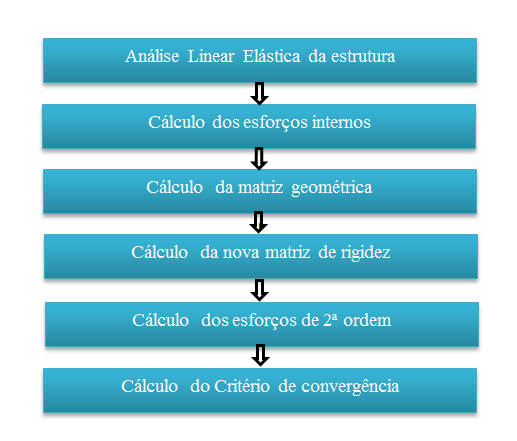 Análise Linear Elástica da estrutura
Cálculo dos esforços internos
Cálculo da matriz geométrica
Cálculo da nova matriz de rigidez
Cálculo dos esforços de 2ª ordem
Cálculo do Critério de convergência